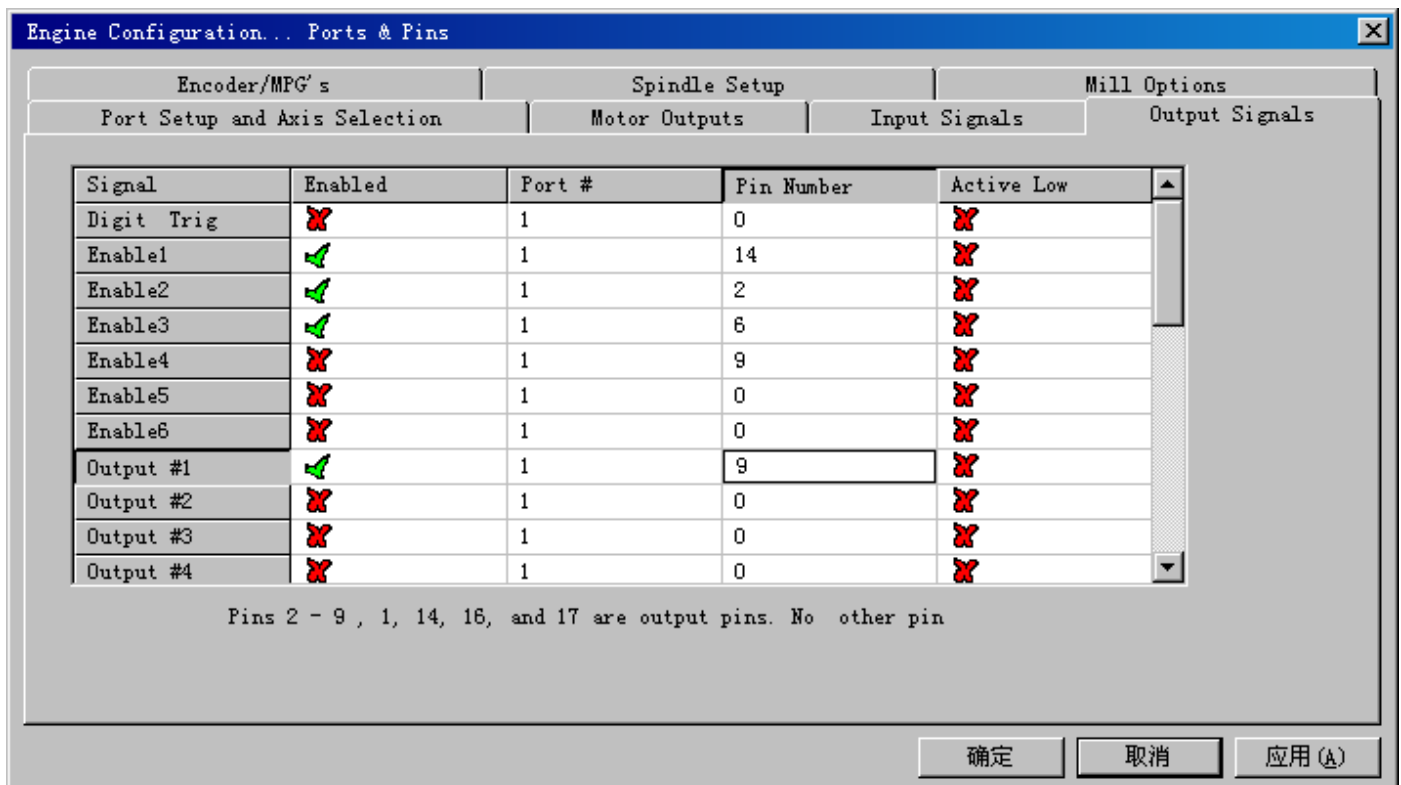 Engine Configuration... Ports & Pins
Encoder/MPG's Spindle Setup Mill Options
Port Setup and Axis Selection Motor Outputs Input Signals Output Signals
Signal Enabled Port # Pin Number Active Low
Digit Trig 1 0
Enable1 1 14
Enable2 1 2
Enable3 1 6
Enable4 1 9
Enable5 1 0
Enable6 1 0
Output #1 1 9
Output #2 1 0
Output #3 1 0
Output #4 1 0
Pins 2 - 9 , 1, 14, 16, and 17 are output pins. No other pin
确定 取消 应用(A)